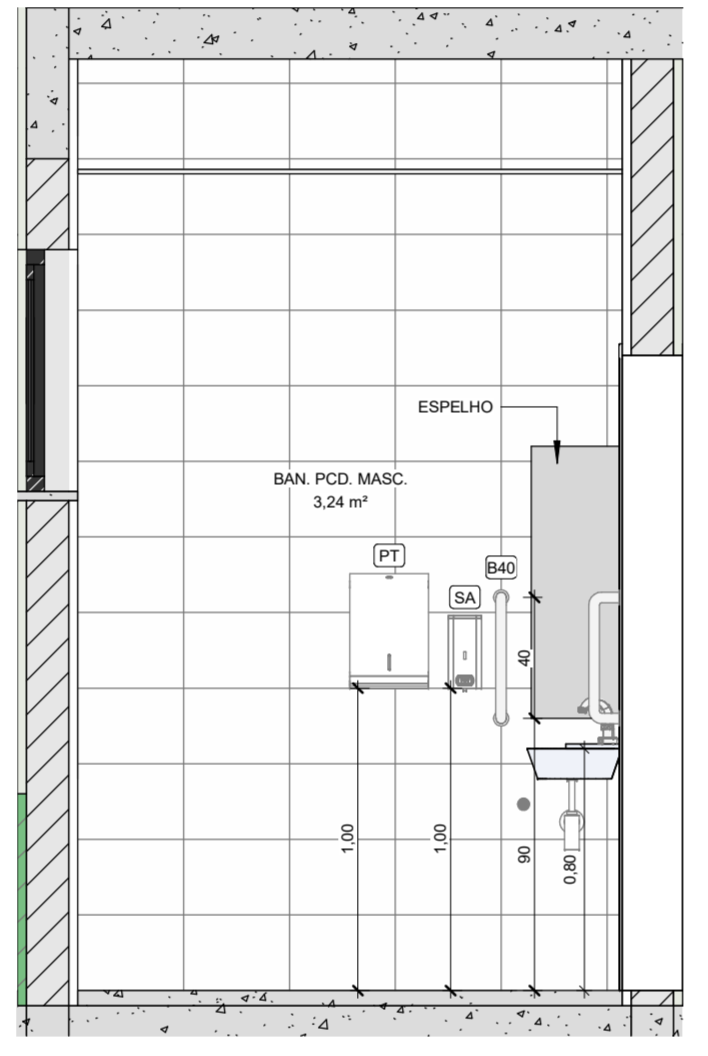 ESPELHO
BAN. PCD. MASC.
3,24 m²
PT
B40
SA
40
1,00
1,00
90
0,80